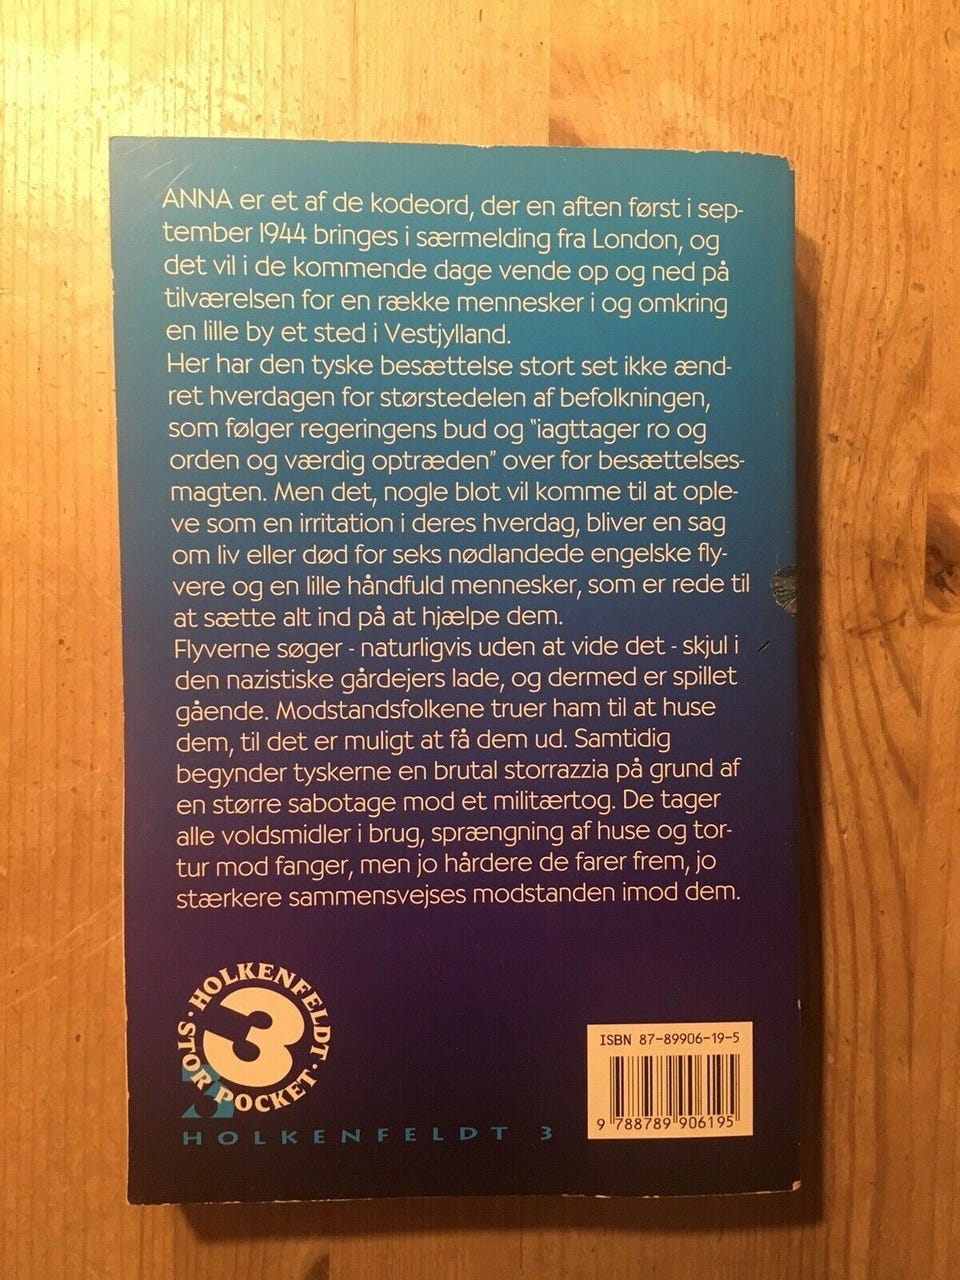 ANNA er et af de kodeord, der en aften først i sep-
tember 1944 bringes i særmelding fra London, og
det vil i de kommende dage vende op og ned på
tilværelsen for en række mennesker i og omkring
en lille by et sted i Vestjylland.
Her har den tyske besættelse stort set ikke ænd-
ret hverdagen for størstedelen af befolkningen,
som følger regeringens bud og "iagttager ro og
orden og værdig optræden" over for besættelses-
magten. Men det, nogle blot vil komme til at ople-
ve som en irritation i deres hverdag, bliver en sag
om liv eller død for seks nødlandede engelske fly-
vere og en lille håndfuld mennesker, som er rede til
at sætte alt ind på at hjælpe dem.
Flyverne søger - naturligvis uden at vide det - skjul i
den nazistiske gårdejers lade, og dermed er spillet
gående. Modstandsfolkene truer ham til at huse
dem, til det er muligt at få dem ud. Samtidig
begynder tyskerne en brutal storrazzia på grund af
en større sabotage mod et militærtog. De tager
alle voldsmidler i brug, sprængning af huse og tor-
tur mod fanger, men jo hårdere de farer frem, jo
stærkere sammensvejses modstanden imod dem.
HOLKENFELDT · STOR POCKET ·
3
3
HOLKENFELDT 3
ISBN 87-89906-19-5
9 788789 906195